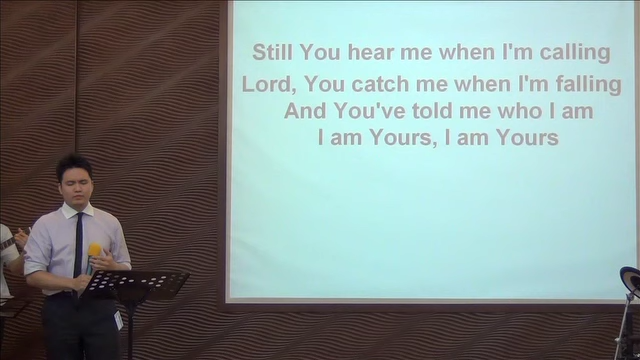 Still You hear me when I'm calling
Lord, You catch me when I'm falling
And You've told me who I am
I am Yours, I am Yours